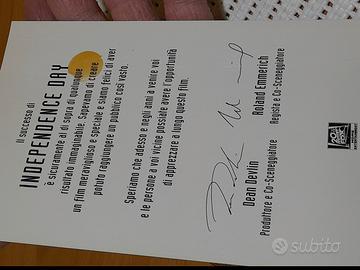 Il successo di
INDEPENDENCE DAY
è sicuramente al di sopra di qualunque
risultato immaginabile. Sapevamo di creare
un film meraviglioso e speciale e siamo felici di aver
potuto raggiungere un pubblico così vasto.
Speriamo che adesso e negli anni a venire voi
e le persone a voi vicine possiate avere l'opportunità
di apprezzare a lungo questo film.
Dean Devlin
Produttore e Co-Sceneggiatore
Roland Emmerich
Regista e Co-Sceneggiatore
subito